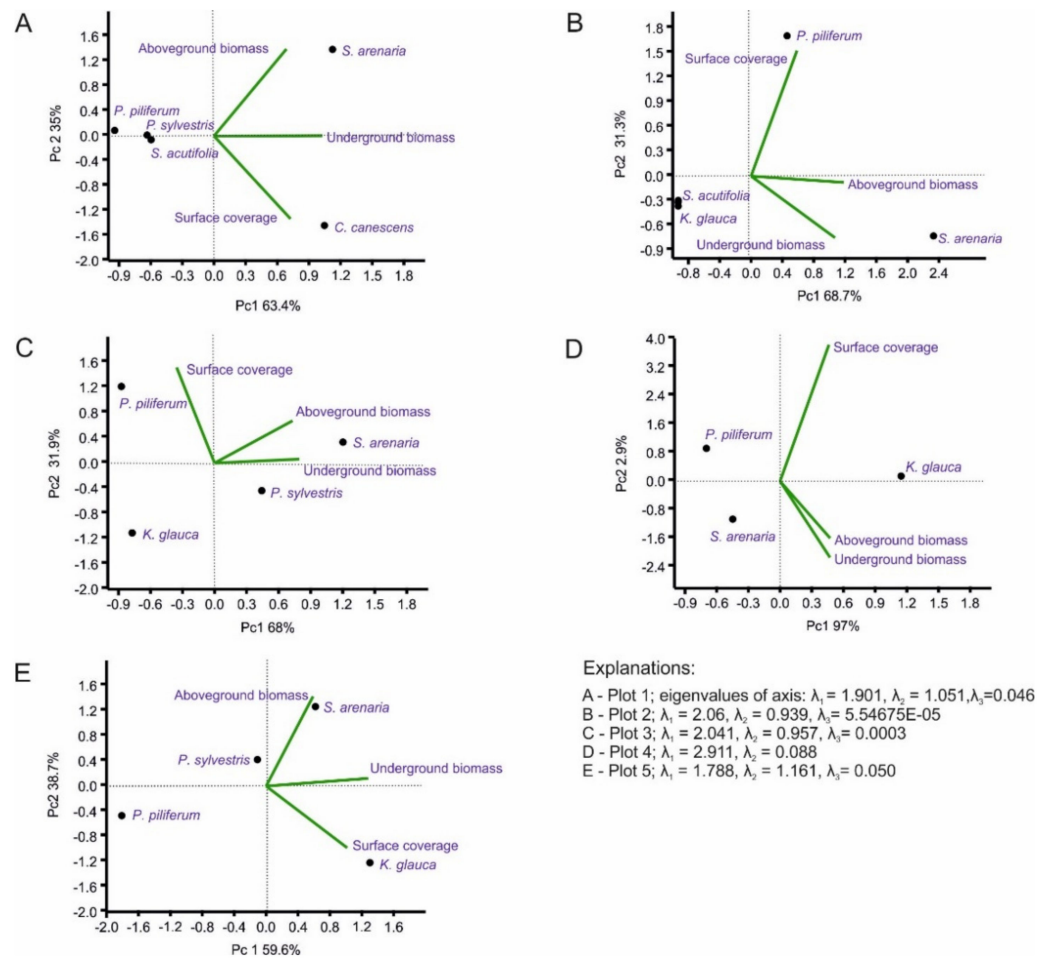 A
1.6
1.2
0.8
0.4
0.0
-0.4
-0.8
-1.2
-1.6
-2.0
Pc 2 35%
Aboveground biomass
S. arenaria
P. piliferum
P. sylvestris
S. acutifolia
Underground biomass
Surface coverage
C. canescens
-0.9 -0.6 -0.3 0.0 0.3 0.6 0.9 1.2 1.5 1.8
Pc1 63.4%
B
1.8
1.5
1.2
0.9
0.6
0.3
0.0
-0.3
-0.6
-0.9
Pc2 31.3%
P. piliferum
Surface coverage
Aboveground biomass
S. acutifolia
K. glauca
Underground biomass
S. arenaria
-0.8 -0.4 0.0 0.4 0.8 1.2 1.6 2.0 2.4
Pc1 68.7%
C
1.6
1.2
0.8
0.4
0.0
-0.4
-0.8
-1.2
-1.6
-2.0
Pc2 31.9%
Surface coverage
P. piliferum
Aboveground biomass
S. arenaria
Underground biomass
P. sylvestris
K. glauca
-0.9 -0.6 -0.3 0.0 0.3 0.6 0.9 1.2 1.5 1.8
Pc1 68%
D
4.0
3.2
2.4
1.6
0.8
0.0
-0.8
-1.6
-2.4
Pc2 2.9%
Surface coverage
P. piliferum
K. glauca
S. arenaria
Aboveground biomass
Underground biomass
-0.9 -0.6 -0.3 0.0 0.3 0.6 0.9 1.2 1.5 1.8
Pc1 97%
E
1.6
1.2
0.8
0.4
0.0
-0.4
-0.8
-1.2
-1.6
-2.0
Pc2 38.7%
Aboveground biomass
S. arenaria
P. sylvestris
Underground biomass
P. piliferum
Surface coverage
K. glauca
-2.0 -1.6 -1.2 -0.8 -0.4 0.0 0.4 0.8 1.2 1.6
Pc 1 59.6%
Explanations:
A - Plot 1; eigenvalues of axis: λ₁ = 1.901, λ₂ = 1.051,λ₃=0.046
B - Plot 2; λ₁ = 2.06, λ₂ = 0.939, λ₃= 5.54675E-05
C - Plot 3; λ₁ = 2.041, λ₂ = 0.957, λ₃= 0.0003
D - Plot 4; λ₁ = 2.911, λ₂ = 0.088
E - Plot 5; λ₁ = 1.788, λ₂ = 1.161, λ₃= 0.050